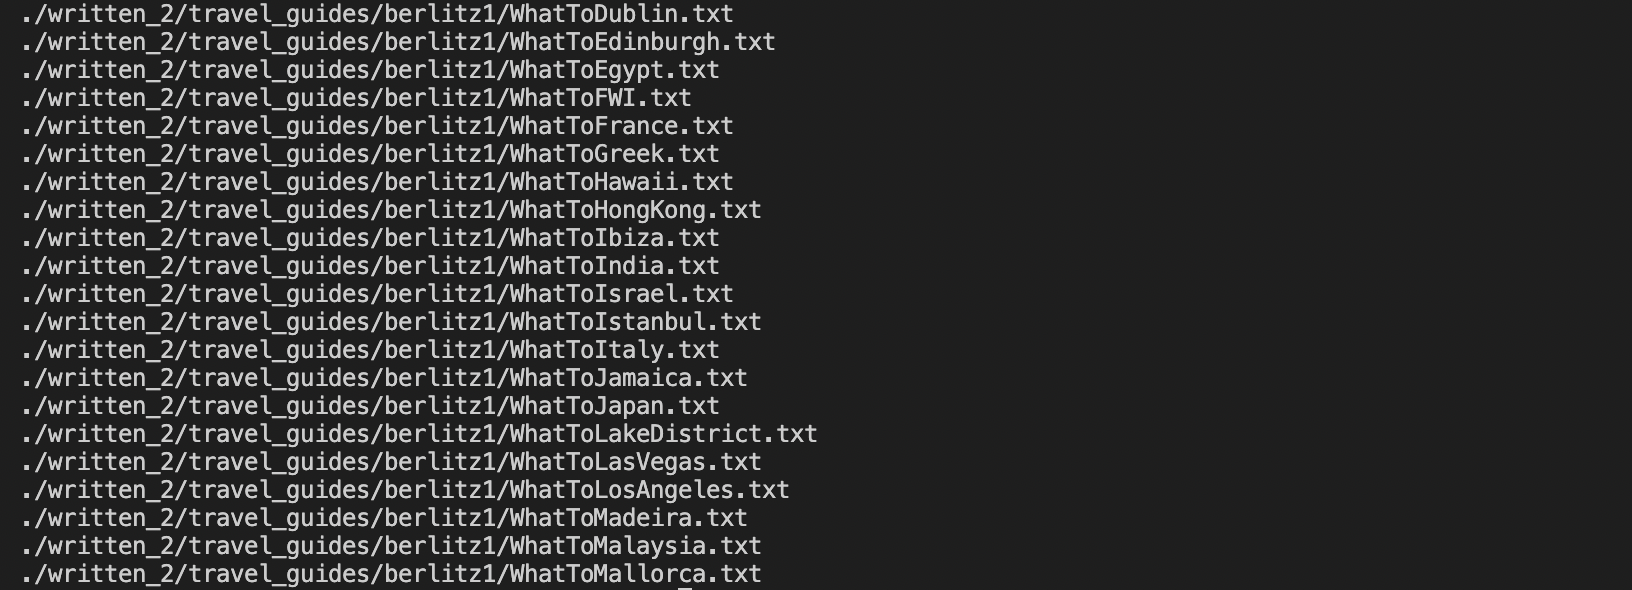 ./written_2/travel_guides/berlitz1/WhatToDublin.txt
./written_2/travel_guides/berlitz1/WhatToEdinburgh.txt
./written_2/travel_guides/berlitz1/WhatToEgypt.txt
./written_2/travel_guides/berlitz1/WhatToFWI.txt
./written_2/travel_guides/berlitz1/WhatToFrance.txt
./written_2/travel_guides/berlitz1/WhatToGreek.txt
./written_2/travel_guides/berlitz1/WhatToHawaii.txt
./written_2/travel_guides/berlitz1/WhatToHongKong.txt
./written_2/travel_guides/berlitz1/WhatToIbiza.txt
./written_2/travel_guides/berlitz1/WhatToIndia.txt
./written_2/travel_guides/berlitz1/WhatToIsrael.txt
./written_2/travel_guides/berlitz1/WhatToIstanbul.txt
./written_2/travel_guides/berlitz1/WhatToItaly.txt
./written_2/travel_guides/berlitz1/WhatToJamaica.txt
./written_2/travel_guides/berlitz1/WhatToJapan.txt
./written_2/travel_guides/berlitz1/WhatToLakeDistrict.txt
./written_2/travel_guides/berlitz1/WhatToLasVegas.txt
./written_2/travel_guides/berlitz1/WhatToLosAngeles.txt
./written_2/travel_guides/berlitz1/WhatToMadeira.txt
./written_2/travel_guides/berlitz1/WhatToMalaysia.txt
./written_2/travel_guides/berlitz1/WhatToMallorca.txt